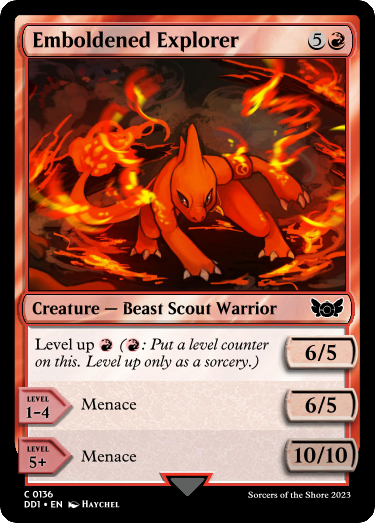 Emboldened Explorer 5
Creature — Beast Scout Warrior
Level up (: Put a level counter
on this. Level up only as a sorcery.)
6/5
LEVEL
1-4
Menace
6/5
LEVEL
5+
Menace
10/10
C 0136
DD1 • EN HAYCHEL
Sorcers of the Shore 2023